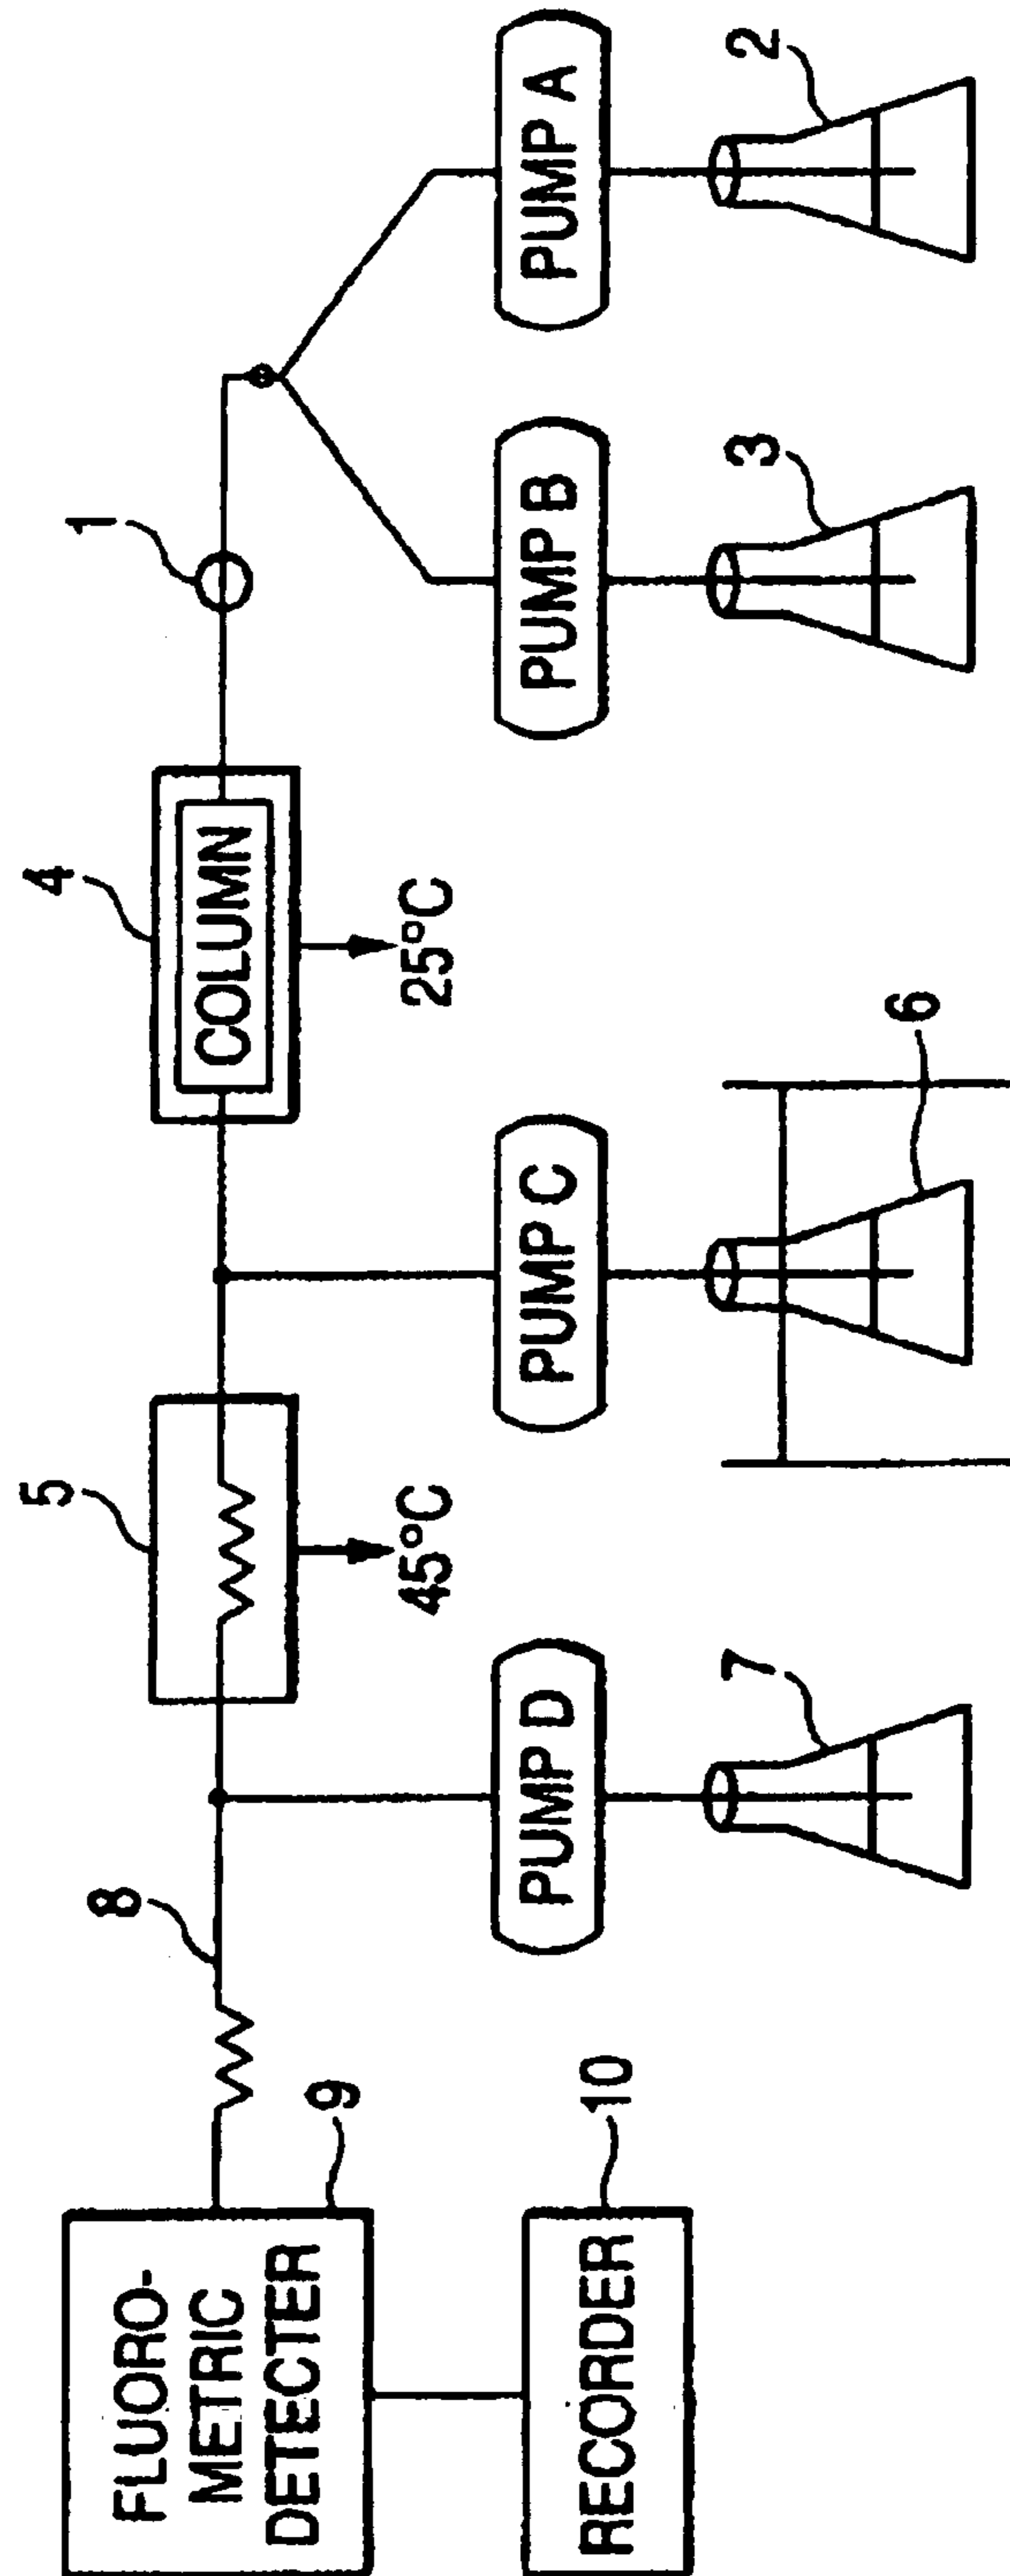 FLUORO-
METRIC
DETECTER
9
RECORDER
10
8
PUMP D
7
5
45°C
PUMP C
6
4
COLUMN
25°C
1
PUMP B
3
PUMP A
2